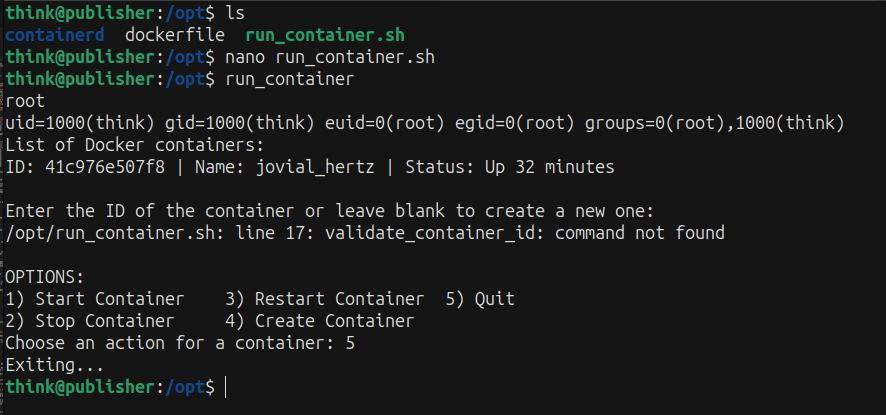 think@publisher:/opt$ ls
containerd  dockerfile  run_container.sh
think@publisher:/opt$ nano run_container.sh
think@publisher:/opt$ run_container
root
uid=1000(think) gid=1000(think) euid=0(root) egid=0(root) groups=0(root),1000(think)
List of Docker containers:
ID: 41c976e507f8 | Name: jovial_hertz | Status: Up 32 minutes

Enter the ID of the container or leave blank to create a new one:
/opt/run_container.sh: line 17: validate_container_id: command not found

OPTIONS:
1) Start Container    3) Restart Container  5) Quit
2) Stop Container     4) Create Container
Choose an action for a container: 5
Exiting...
think@publisher:/opt$